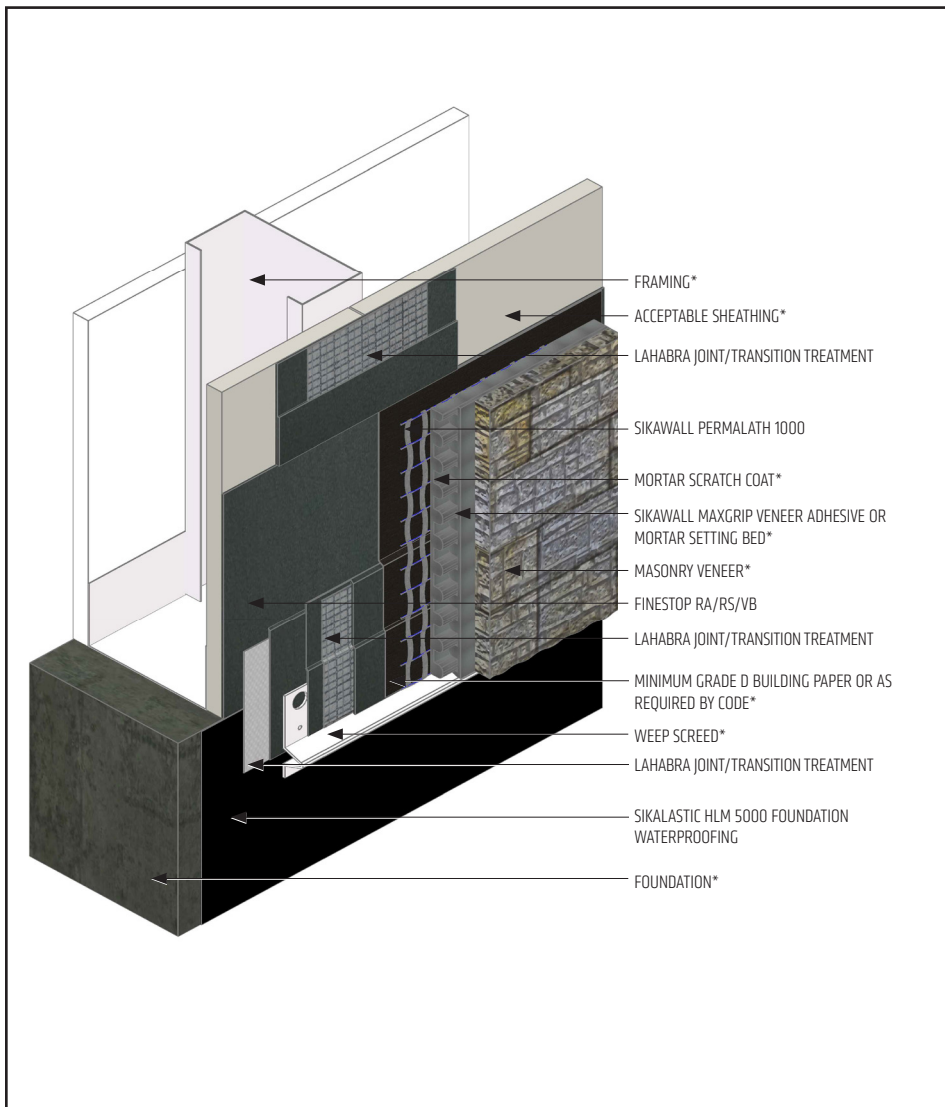 FRAMING*
ACCEPTABLE SHEATHING*
LAHABRA JOINT/TRANSITION TREATMENT
SIKAWALL PERMALATH 1000
MORTAR SCRATCH COAT*
SIKAWALL MAXGRIP VENEER ADHESIVE OR
MORTAR SETTING BED*
MASONRY VENEER*
FINESTOP RA/RS/VB
LAHABRA JOINT/TRANSITION TREATMENT
MINIMUM GRADE D BUILDING PAPER OR AS
REQUIRED BY CODE*
WEEP SCREED*
LAHABRA JOINT/TRANSITION TREATMENT
SIKALASTIC HLM 5000 FOUNDATION
WATERPROOFING
FOUNDATION*